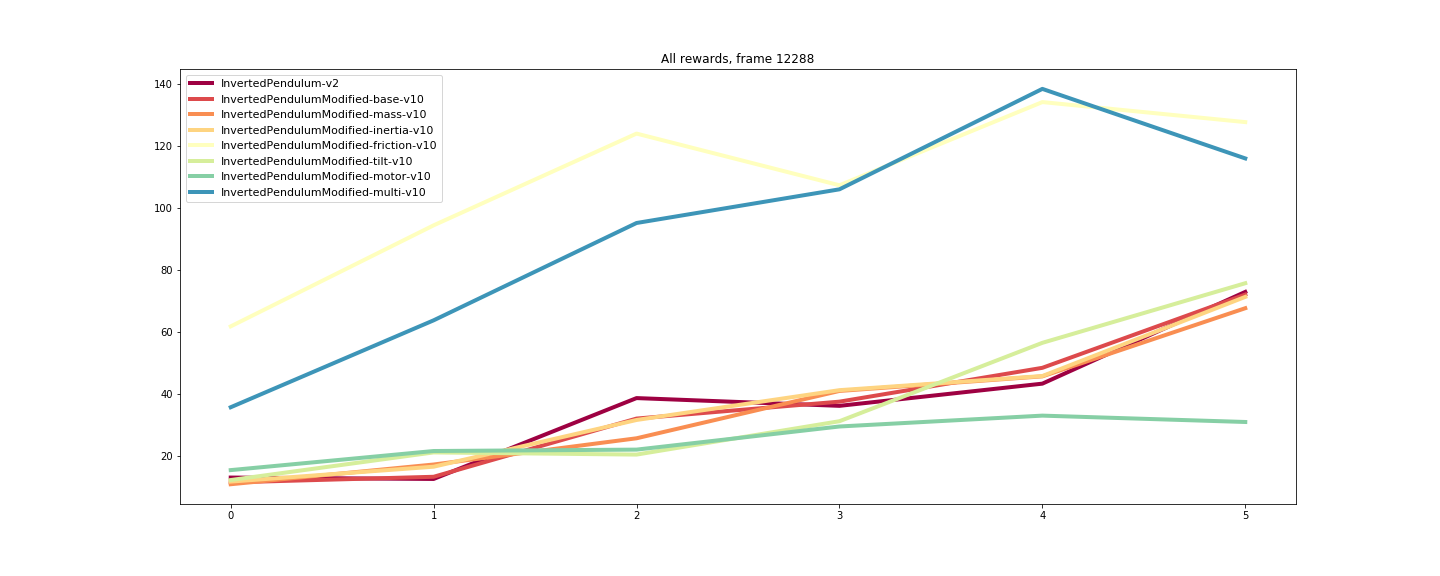 All rewards, frame 12288
InvertedPendulum-v2
InvertedPendulumModified-base-v10
InvertedPendulumModified-mass-v10
InvertedPendulumModified-inertia-v10
InvertedPendulumModified-friction-v10
InvertedPendulumModified-tilt-v10
InvertedPendulumModified-motor-v10
InvertedPendulumModified-multi-v10
140
120
100
80
60
40
20
0 1 2 3 4 5